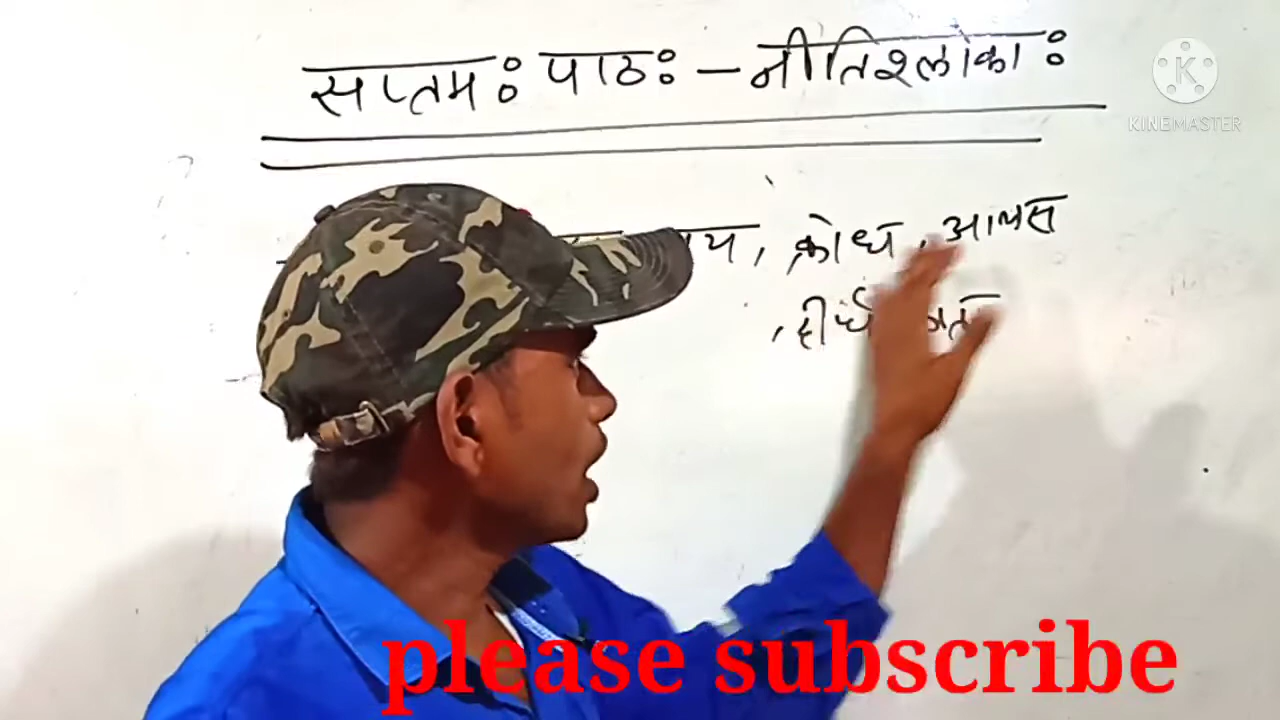 सप्तमः पाठः - नीतिश्लोकाः
KINEMASTER
, क्रोध, आलस
please subscribe